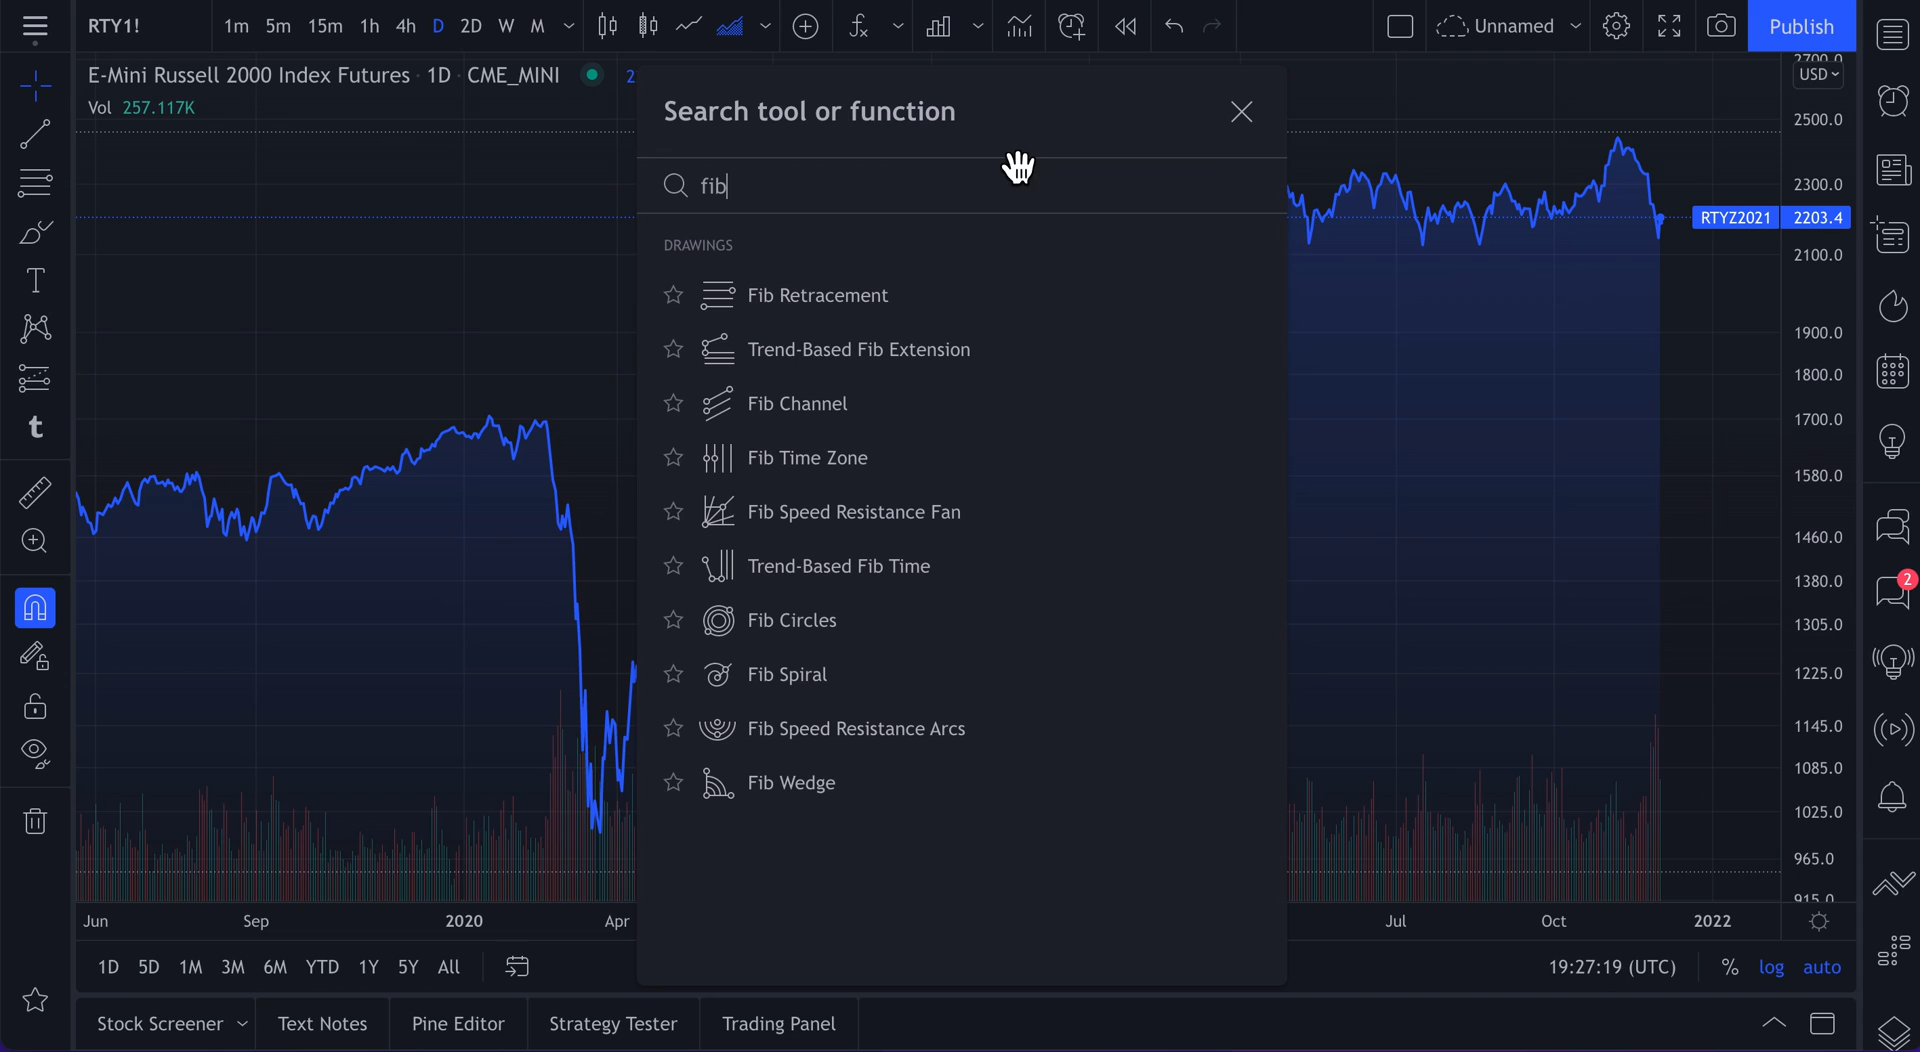 RTY1!
1m 5m 15m 1h 4h D 2D W M
Unnamed
Publish
E-Mini Russell 2000 Index Futures · 1D · CME_MINI
2
Vol 257.117K
USD
Search tool or function
fib
DRAWINGS
Fib Retracement
Trend-Based Fib Extension
Fib Channel
Fib Time Zone
Fib Speed Resistance Fan
Trend-Based Fib Time
Fib Circles
Fib Spiral
Fib Speed Resistance Arcs
Fib Wedge
2700.0
2500.0
2300.0
RTYZ2021 2203.4
2100.0
1900.0
1800.0
1700.0
1580.0
1460.0
1380.0
1305.0
1225.0
1145.0
1085.0
1025.0
965.0
915.0
2
t
Jun Sep 2020 Apr Jul Oct 2022
1D 5D 1M 3M 6M YTD 1Y 5Y All
19:27:19 (UTC) % log auto
Stock Screener Text Notes Pine Editor Strategy Tester Trading Panel